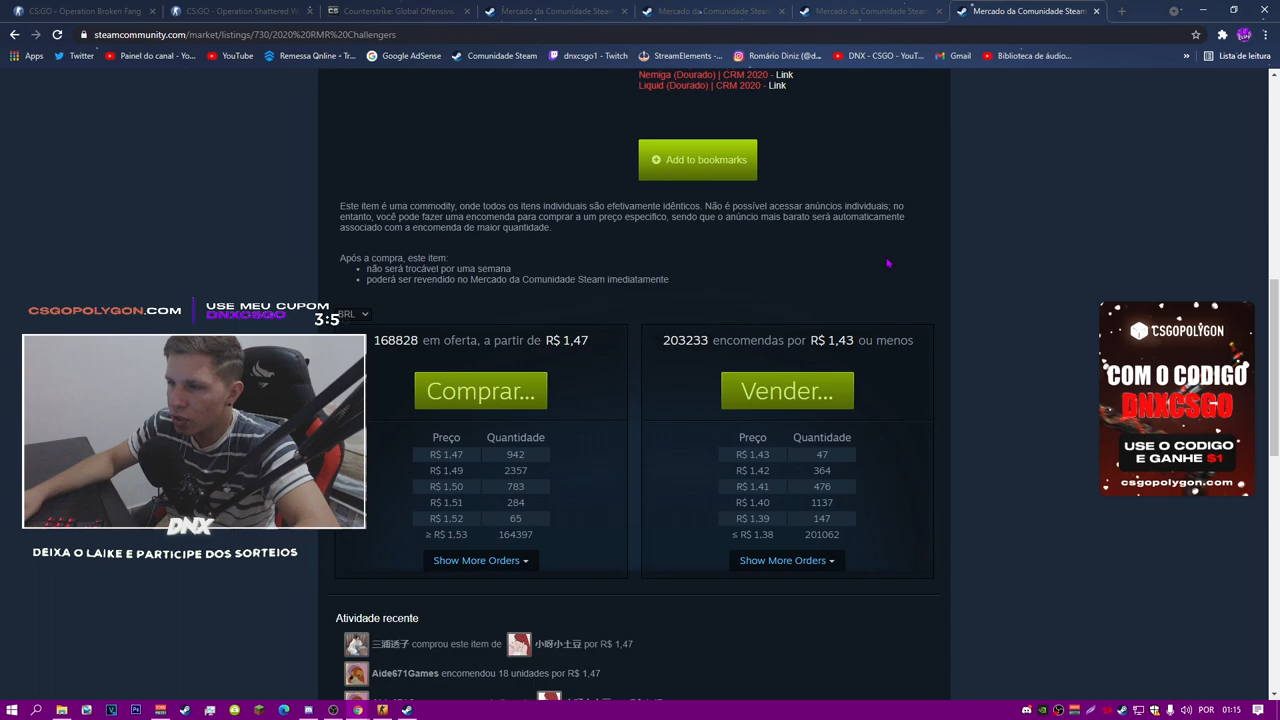 CS:GO - Operation Broken Fang
CS:GO - Operation Shattered W
Counterstrike Global Offensiv
Mercado da Comunidade Steam
Mercado da Comunidade Steam
Mercado da Comunidade Steam
Mercado da Comunidade Steam
steamcommunity.com/market/listings/730/2020%20RMR%20Challengers
Apps
Twitter
Painel do canal - Yo...
YouTube
Remessa Onlline - Tr...
Google AdSense
Comunidade Steam
dnxcsgo1 - Twitch
StreamElements -...
Romário Diniz (@d...
DNX - CSGO - YouT...
Gmail
Biblioteca de áudio...
»
Lista de leitura
Nemiga (Dourado) | CRM 2020 - Link
Liquid (Dourado) | CRM 2020 - Link
Add to bookmarks
Este item é uma commodity, onde todos os itens individuais são efetivamente idênticos. Não é possível acessar anúncios individuais; no
entanto, você pode fazer uma encomenda para comprar a um preço específico, sendo que o anúncio mais barato será automaticamente
associado com a encomenda de maior quantidade.
Após a compra, este item:
não será trocável por uma semana
poderá ser revendido no Mercado da Comunidade Steam imediatamente
CSGOPOLYGON.COM
USE MEU CUPOM
DNXCSGO
3:5
BRL
168828 em oferta, a partir de R$ 1,47
Comprar...
Preço Quantidade
R$ 1,47 942
R$ 1,49 2357
R$ 1,50 783
R$ 1,51 284
R$ 1,52 65
≥ R$ 1,53 164397
Show More Orders
203233 encomendas por R$ 1,43 ou menos
Vender...
Preço Quantidade
R$ 1,43 47
R$ 1,42 364
R$ 1,41 476
R$ 1,40 1137
R$ 1,39 147
≤ R$ 1,38 201062
Show More Orders
CSGOPOLYGON
COM O CODIGO
DNXCSGO
USE O CODIGO
E GANHE $1
csgopolygon.com
DNX
DEIXA O LAIKE E PARTICIPE DOS SORTEIOS
Atividade recente
三浦透子 comprou este item de 小呀小土豆 por R$ 1,47
Aide671Games encomendou 18 unidades por R$ 1,47
POR
01:15